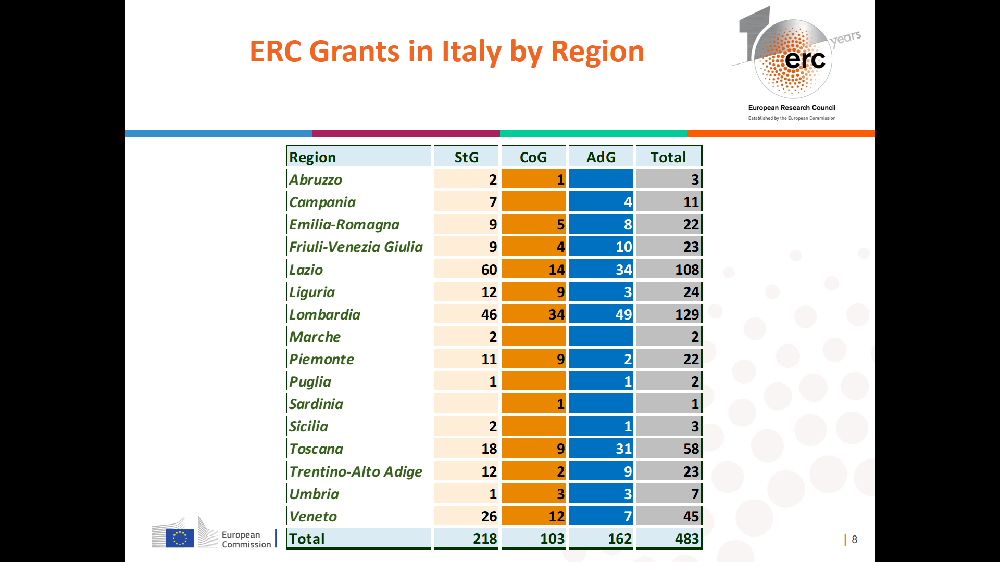 ERC Grants in Italy by Region
10 years
erc
European Research Council
Established by the European Commission
Region StG CoG AdG Total
Abruzzo 2 1 3
Campania 7 4 11
Emilia-Romagna 9 5 8 22
Friuli-Venezia Giulia 9 4 10 23
Lazio 60 14 34 108
Liguria 12 9 3 24
Lombardia 46 34 49 129
Marche 2 2
Piemonte 11 9 2 22
Puglia 1 1 2
Sardinia 1 1
Sicilia 2 1 3
Toscana 18 9 31 58
Trentino-Alto Adige 12 2 9 23
Umbria 1 3 3 7
Veneto 26 12 7 45
Total 218 103 162 483
European
Commission
| 8